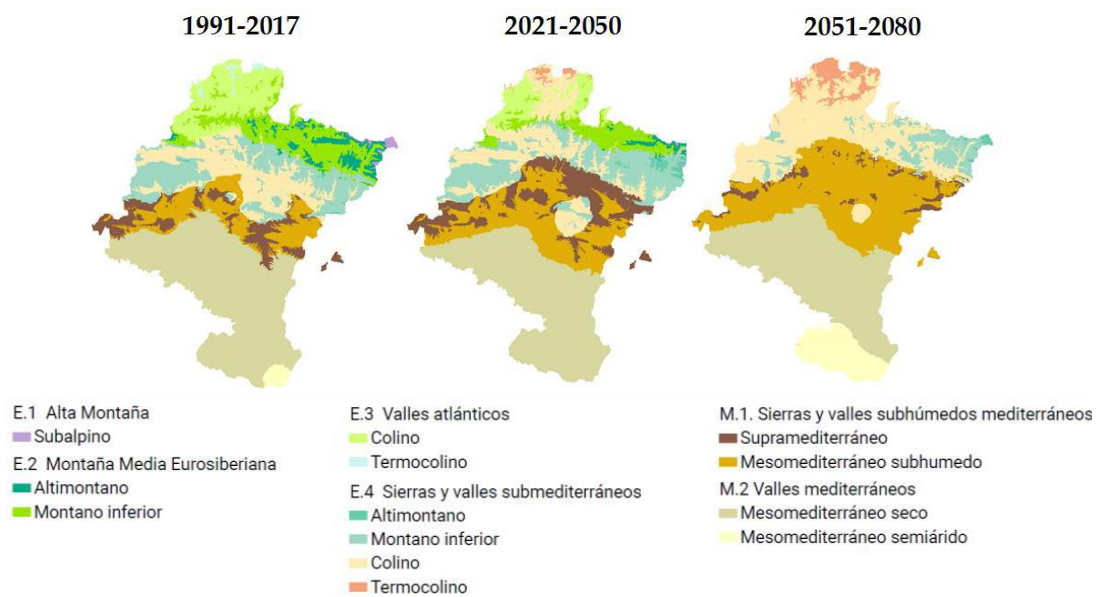 1991-2017
2021-2050
2051-2080
E.1 Alta Montaña
Subalpino
E.2 Montaña Media Eurosiberiana
Altimontano
Montano inferior
E.3 Valles atlánticos
Colino
Termocolino
E.4 Sierras y valles submediterráneos
Altimontano
Montano inferior
Colino
Termocolino
M.1. Sierras y valles subhúmedos mediterráneos
Supramediterráneo
Mesomediterráneo subhumedo
M.2 Valles mediterráneos
Mesomediterráneo seco
Mesomediterráneo semiárido